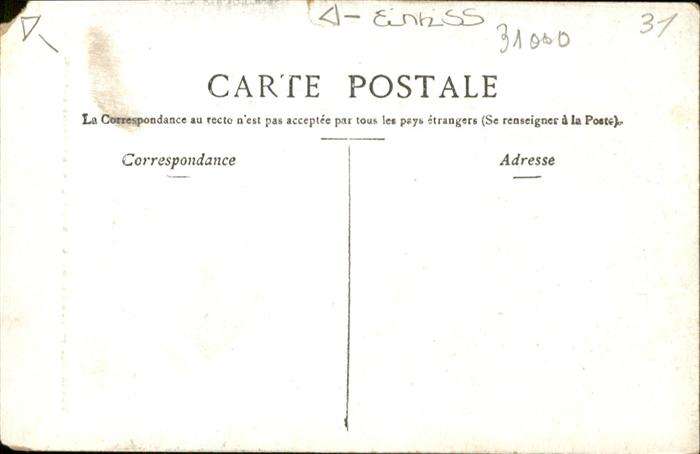 Einriss
31000
31
CARTE POSTALE
La Correspondance au recto n'est pas acceptée par tous les pays étrangers (Se renseigner à la Poste).
Correspondance
Adresse